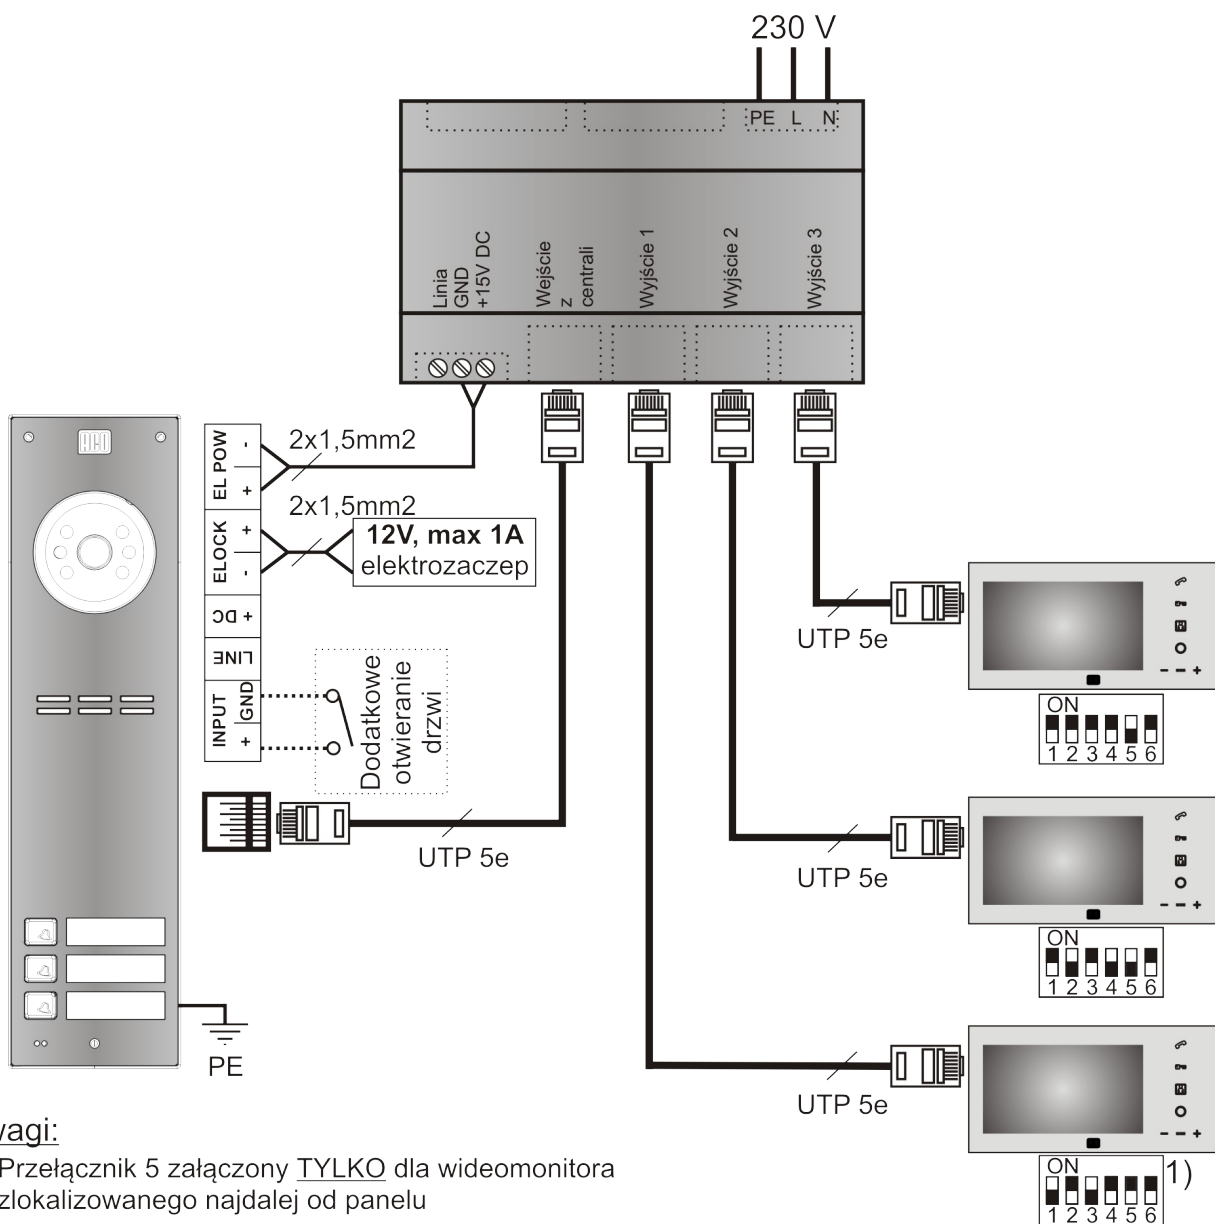 230 V
PE L N
Linia
GND
+15V DC
Wejście
z
centrali
Wyjście 1
Wyjście 2
Wyjście 3
EL POW
-
+
2x1,5mm2
ELOCK
+
-
2x1,5mm2
12V, max 1A
elektrozaczep
+ DC
LINE
INPUT
GND
+
Dodatkowe
otwieranie
drzwi
UTP 5e
UTP 5e
ON
1 2 3 4 5 6
UTP 5e
ON
1 2 3 4 5 6
UTP 5e
ON
1 2 3 4 5 6
1)
PE
wagi:
Przełącznik 5 załączony TYLKO dla wideomonitora
zlokalizowanego najdalej od panelu